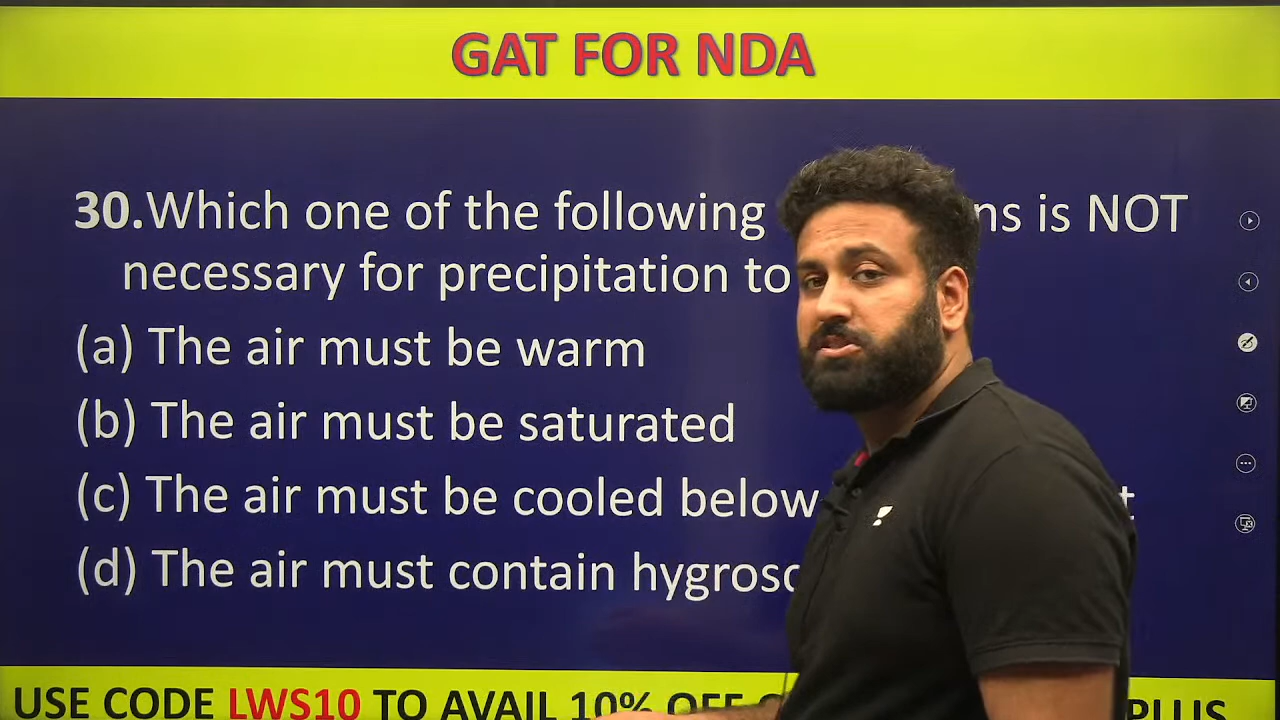 GAT FOR NDA
30.Which one of the following ns is NOT
necessary for precipitation to
(a) The air must be warm
(b) The air must be saturated
(c) The air must be cooled below t
(d) The air must contain hygrosc
USE CODE LWS10 TO AVAIL 10% OFF PLUS